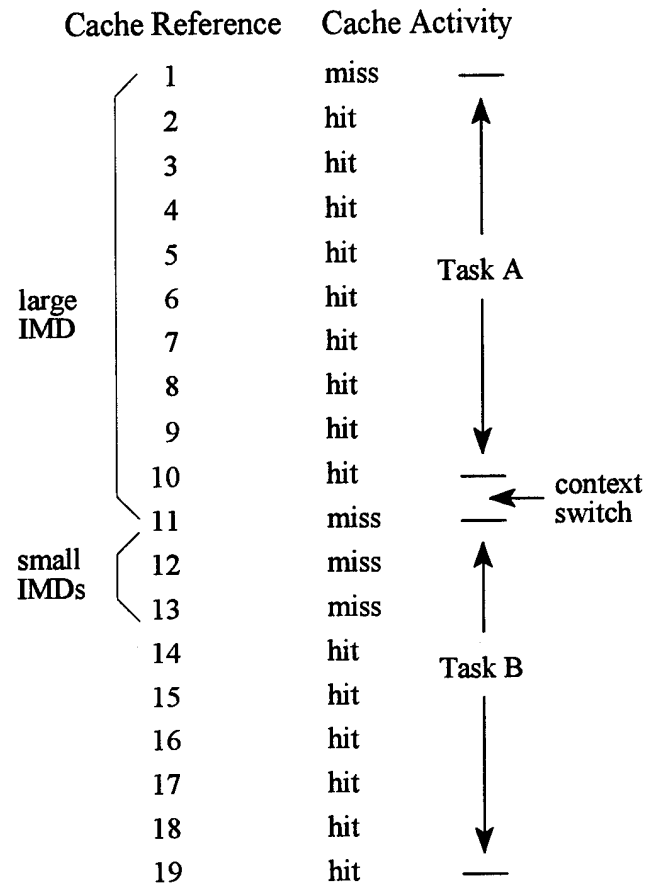 Cache Reference Cache Activity
1 miss
2 hit
3 hit
4 hit
5 hit
Task A
large
IMD
6 hit
7 hit
8 hit
9 hit
10 hit
context
switch
11 miss
small
IMDs
12 miss
13 miss
14 hit
Task B
15 hit
16 hit
17 hit
18 hit
19 hit